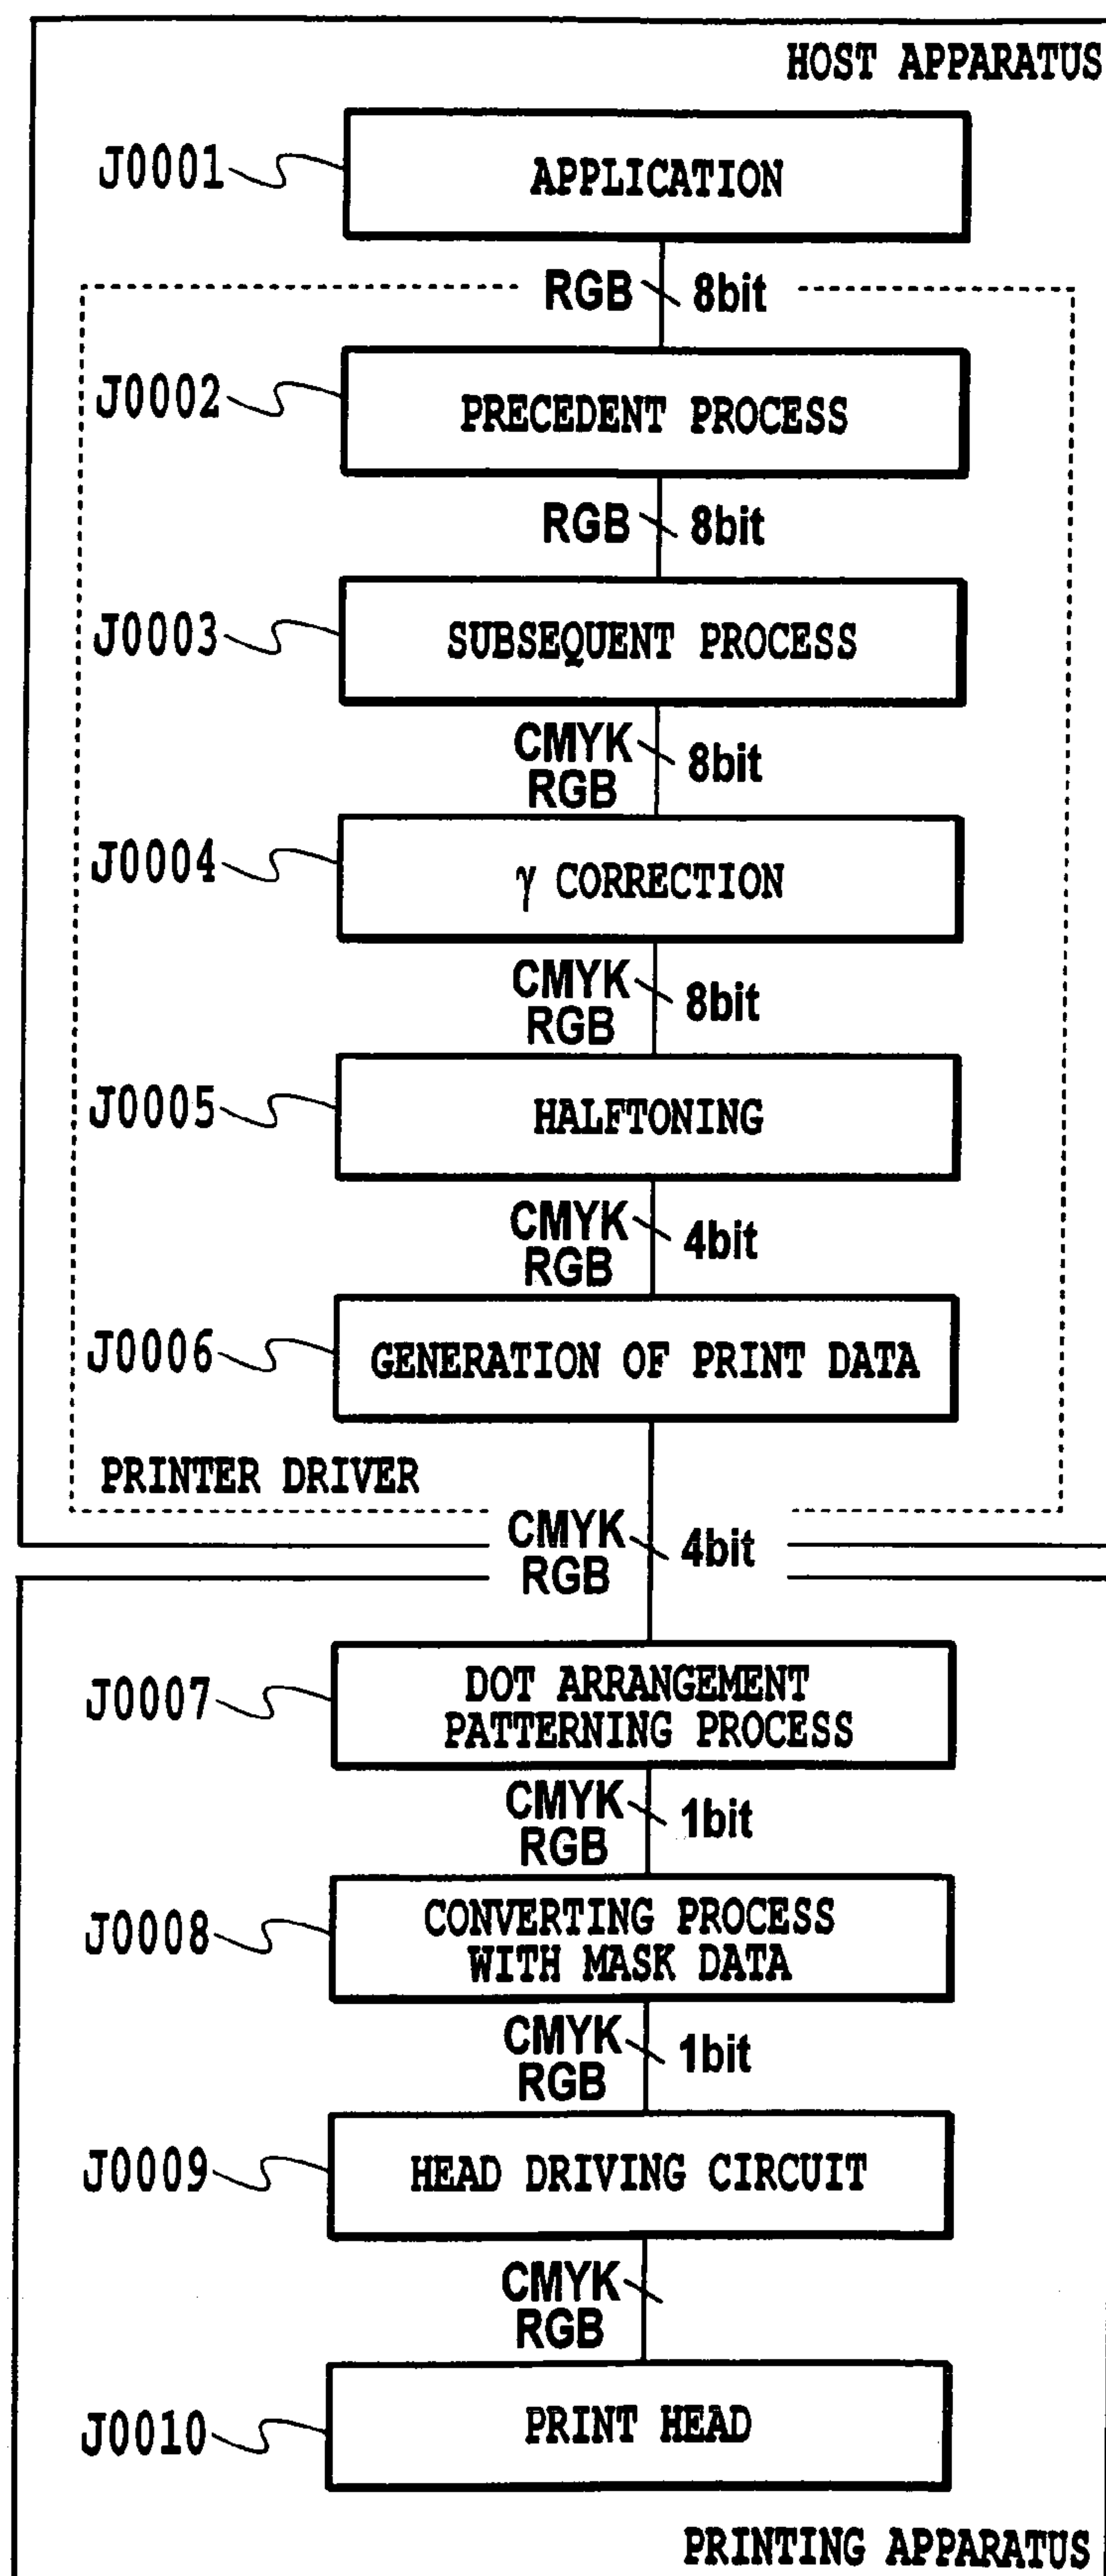 HOST APPARATUS
J0001
APPLICATION
RGB 8bit
J0002
PRECEDENT PROCESS
RGB 8bit
J0003
SUBSEQUENT PROCESS
CMYK
RGB
8bit
J0004
γ CORRECTION
CMYK
RGB
8bit
J0005
HALFTONING
CMYK
RGB
4bit
J0006
GENERATION OF PRINT DATA
PRINTER DRIVER
CMYK
RGB
4bit
J0007
DOT ARRANGEMENT
PATTERNING PROCESS
CMYK
RGB
1bit
J0008
CONVERTING PROCESS
WITH MASK DATA
CMYK
RGB
1bit
J0009
HEAD DRIVING CIRCUIT
CMYK
RGB
J0010
PRINT HEAD
PRINTING APPARATUS